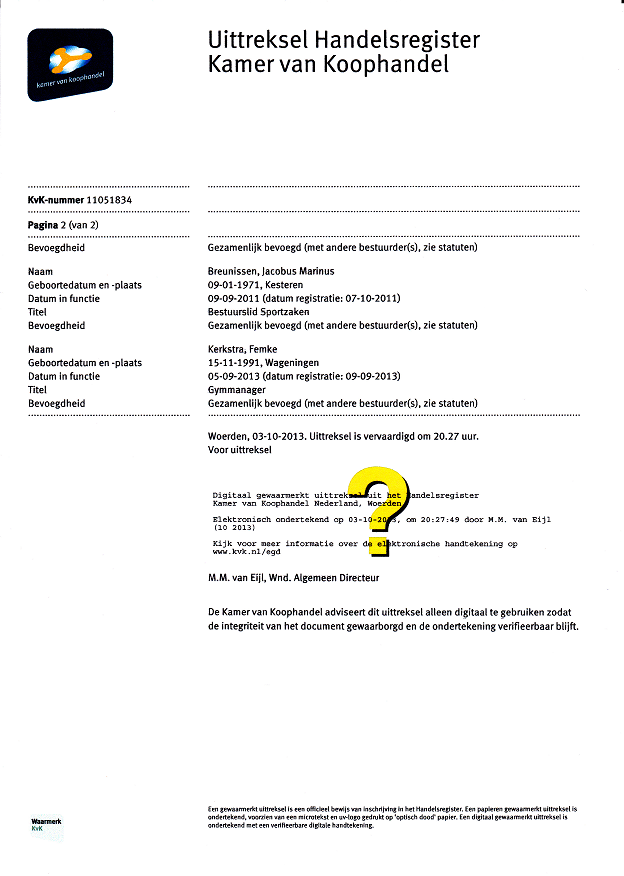 kamer van koophandel
Uittreksel Handelsregister
Kamer van Koophandel
KvK-nummer 11051834
Pagina 2 (van 2)
Bevoegdheid Gezamenlijk bevoegd (met andere bestuurder(s), zie statuten)
Naam Breunissen, Jacobus Marinus
Geboortedatum en -plaats 09-01-1971, Kesteren
Datum in functie 09-09-2011 (datum registratie: 07-10-2011)
Titel Bestuurslid Sportzaken
Bevoegdheid Gezamenlijk bevoegd (met andere bestuurder(s), zie statuten)
Naam Kerkstra, Femke
Geboortedatum en -plaats 15-11-1991, Wageningen
Datum in functie 05-09-2013 (datum registratie: 09-09-2013)
Titel Gymmanager
Bevoegdheid Gezamenlijk bevoegd (met andere bestuurder(s), zie statuten)
Woerden, 03-10-2013. Uittreksel is vervaardigd om 20.27 uur.
Voor uittreksel
?
Digitaal gewaarmerkt uittreksel uit het Handelsregister
Kamer van Koophandel Nederland, Woerden
Elektronisch ondertekend op 03-10-2013, om 20:27:49 door M.M. van Eijl
(10 2013)
Kijk voor meer informatie over de elektronische handtekening op
www.kvk.nl/egd
M.M. van Eijl, Wnd. Algemeen Directeur
De Kamer van Koophandel adviseert dit uittreksel alleen digitaal te gebruiken zodat
de integriteit van het document gewaarborgd en de ondertekening verifieerbaar blijft.
Waarmerk
KvK
Een gewaarmerkt uittreksel is een officieel bewijs van inschrijving in het Handelsregister. Een papieren gewaarmerkt uittreksel is
ondertekend, voorzien van een microtekst en uv-logo gedrukt op 'optisch dood' papier. Een digitaal gewaarmerkt uittreksel is
ondertekend met een verifieerbare digitale handtekening.